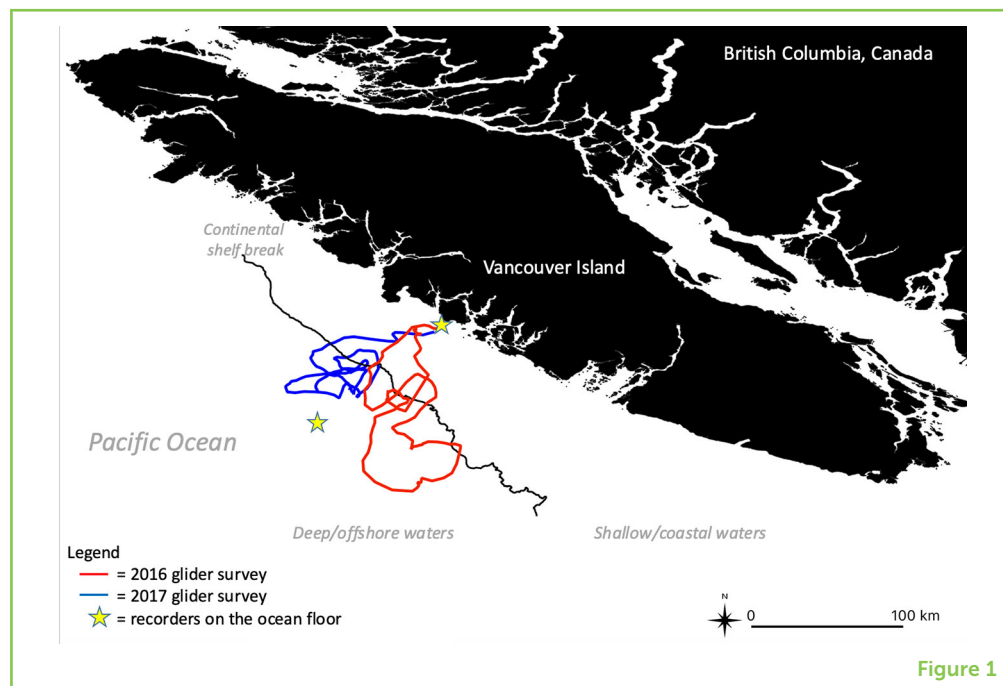 British Columbia, Canada
Continental
shelf break
Vancouver Island
Pacific Ocean
Deep/offshore waters
Shallow/coastal waters
Legend
= 2016 glider survey
= 2017 glider survey
= recorders on the ocean floor
N
0
100 km
Figure 1